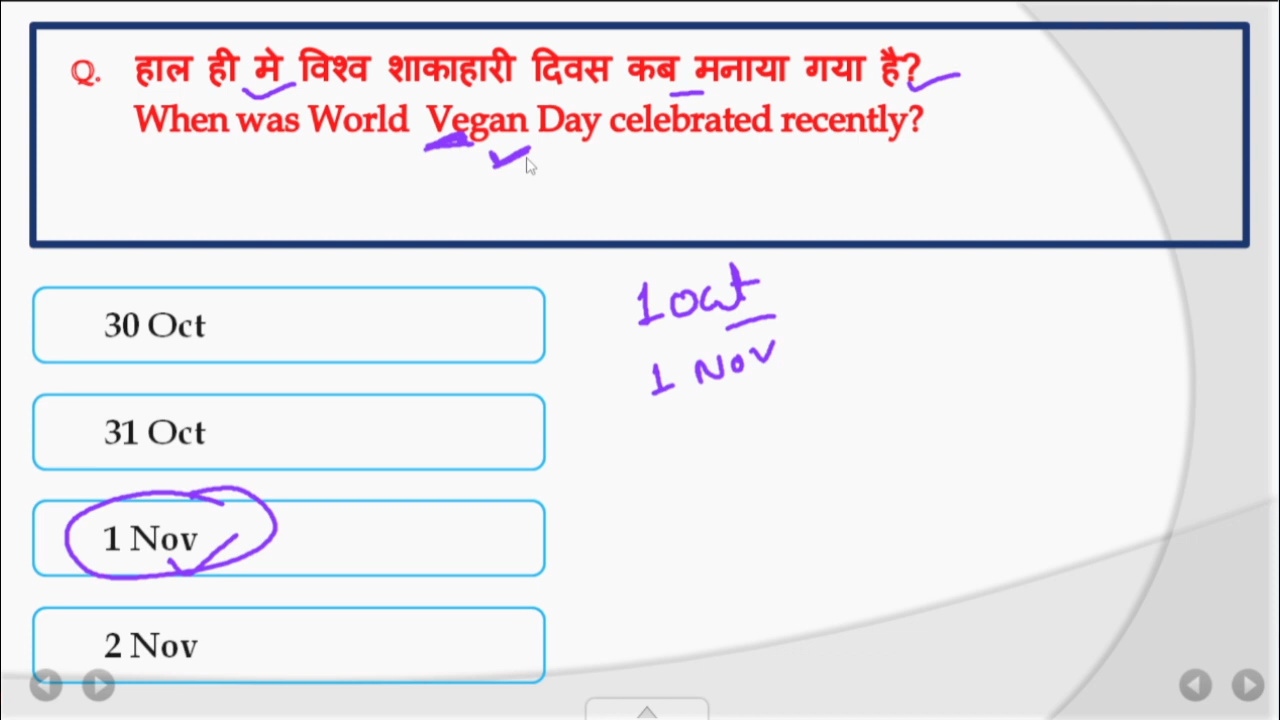 Q. हाल ही मे विश्व शाकाहारी दिवस कब मनाया गया है?
When was World Vegan Day celebrated recently?
30 Oct
31 Oct
1 Nov
2 Nov
1 Oct
1 Nov